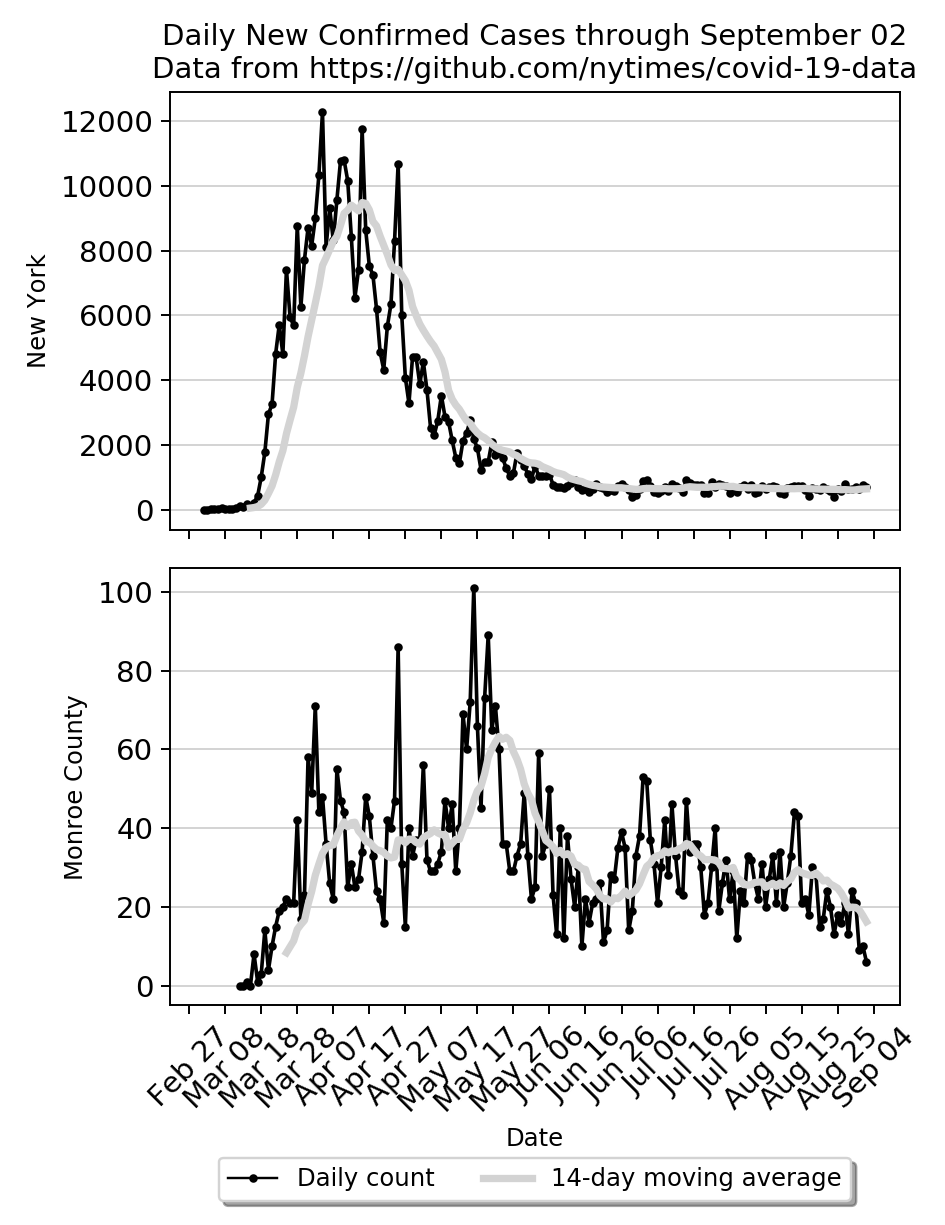 Daily New Confirmed Cases through September 02
Data from https://github.com/nytimes/covid-19-data
12000
10000
8000
6000
4000
2000
0
New York
100
80
60
40
20
0
Monroe County
Feb 27
Mar 08
Mar 18
Mar 28
Apr 07
Apr 17
Apr 27
May 07
May 17
May 27
Jun 06
Jun 16
Jun 26
Jul 06
Jul 16
Jul 26
Aug 05
Aug 15
Aug 25
Sep 04
Date
Daily count
14-day moving average